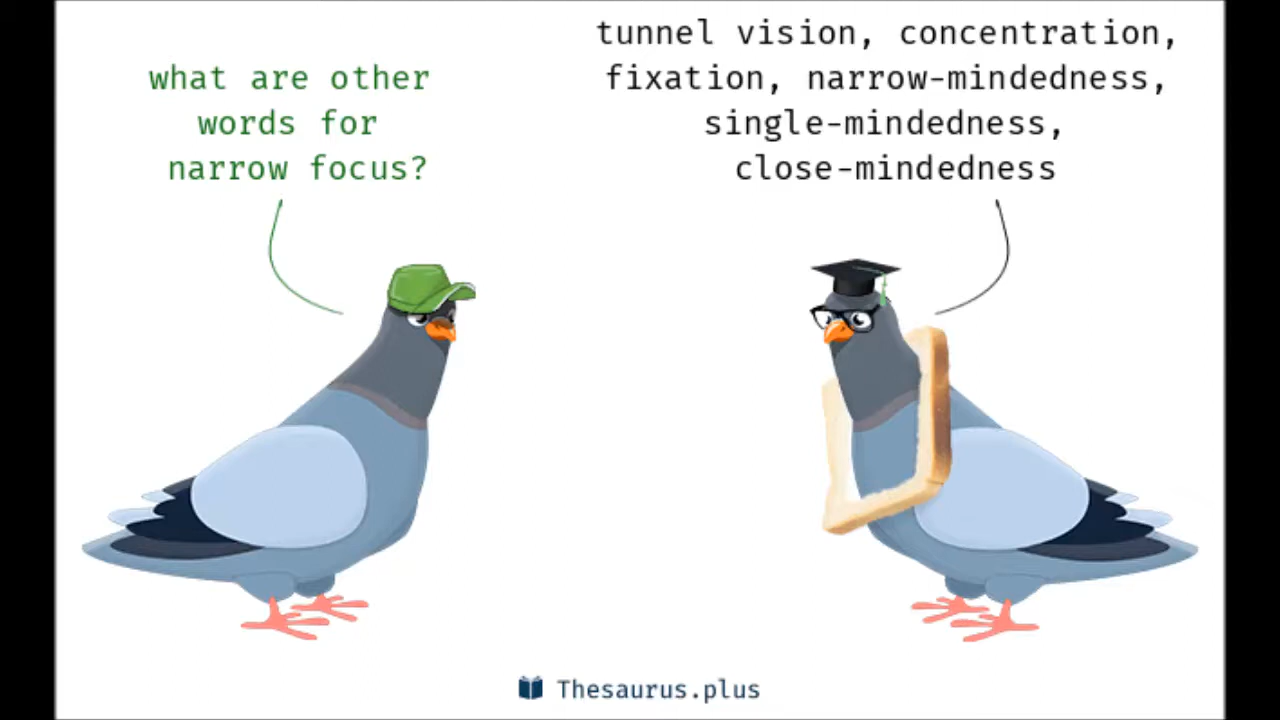 what are other
words for
narrow focus?
tunnel vision, concentration,
fixation, narrow-mindedness,
single-mindedness,
close-mindedness
Thesaurus.plus